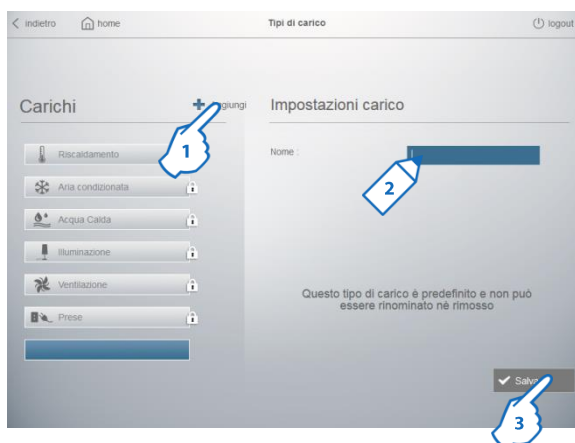 indietro
home
Tipi di carico
logout
Carichi
Impostazioni carico
Nome :
1
Riscaldamento
2
Aria condizionata
Acqua Calda
Illuminazione
Ventilazione
Questo tipo di carico è predefinito e non può
essere rinominato nè rimosso
Prese
3